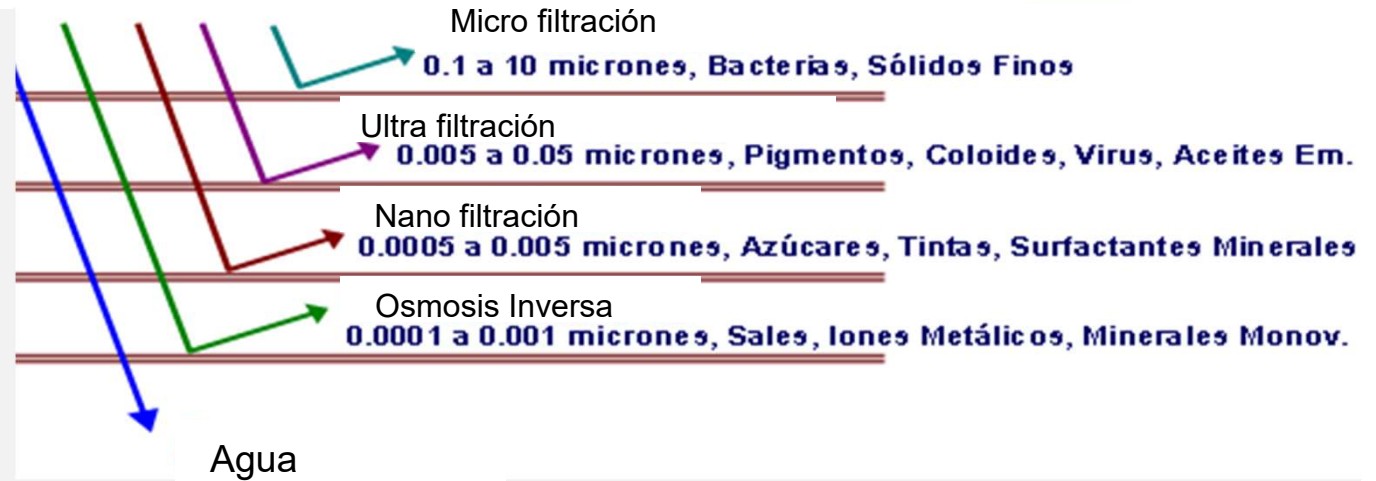 Micro filtración
0.1 a 10 micrones, Bacterias, Sólidos Finos
Ultra filtración
0.005 a 0.05 micrones, Pigmentos, Coloides, Virus, Aceites Em.
Nano filtración
0.0005 a 0.005 micrones, Azúcares, Tintas, Surfactantes Minerales
Osmosis Inversa
0.0001 a 0.001 micrones, Sales, Iones Metálicos, Minerales Monov.
Agua